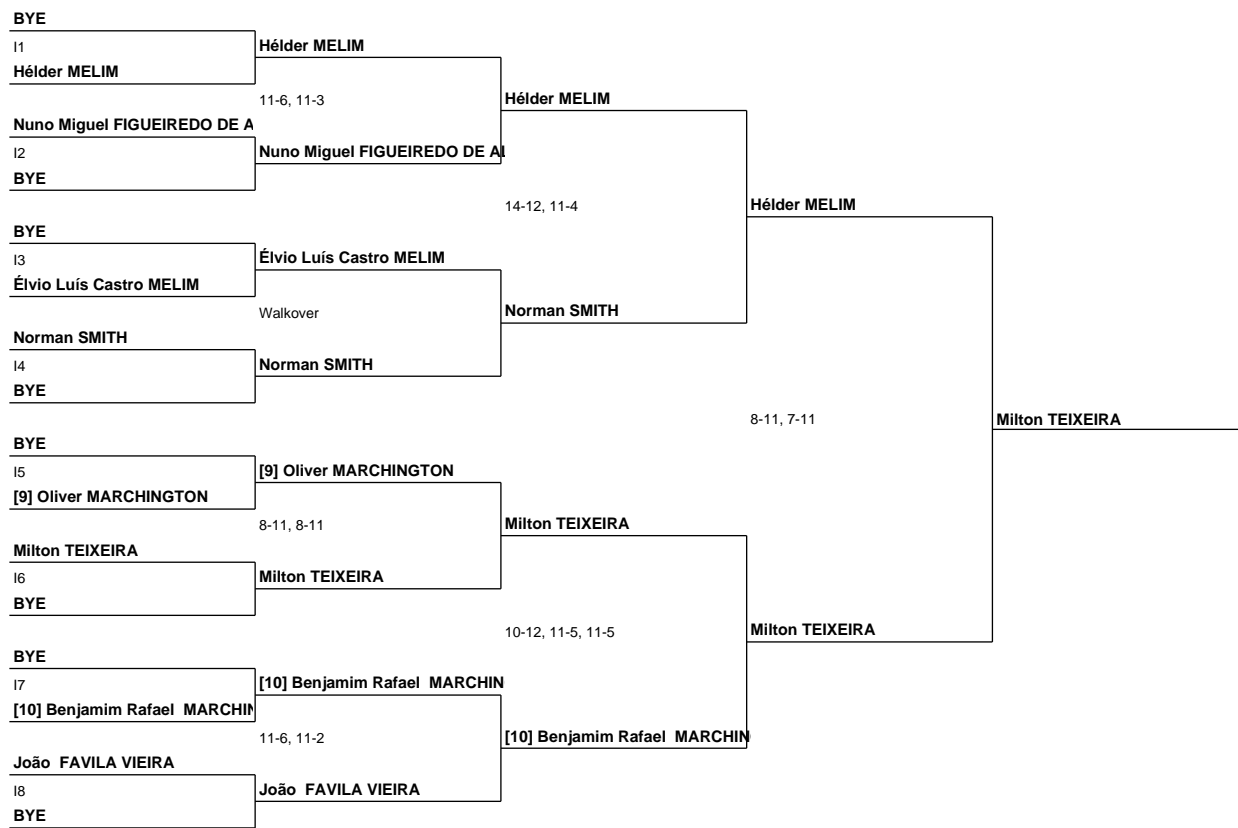 BYE
I1
Hélder MELIM
Nuno Miguel FIGUEIREDO DE A
I2
BYE
BYE
I3
Élvio Luís Castro MELIM
Norman SMITH
I4
BYE
BYE
I5
[9] Oliver MARCHINGTON
Milton TEIXEIRA
I6
BYE
BYE
I7
[10] Benjamim Rafael MARCHIN
João FAVILA VIEIRA
I8
BYE
Hélder MELIM
11-6, 11-3
Nuno Miguel FIGUEIREDO DE AL
Élvio Luís Castro MELIM
Walkover
Norman SMITH
[9] Oliver MARCHINGTON
8-11, 8-11
Milton TEIXEIRA
[10] Benjamim Rafael MARCHIN
11-6, 11-2
João FAVILA VIEIRA
Hélder MELIM
14-12, 11-4
Norman SMITH
Milton TEIXEIRA
10-12, 11-5, 11-5
[10] Benjamim Rafael MARCHIN
Hélder MELIM
8-11, 7-11
Milton TEIXEIRA
Milton TEIXEIRA